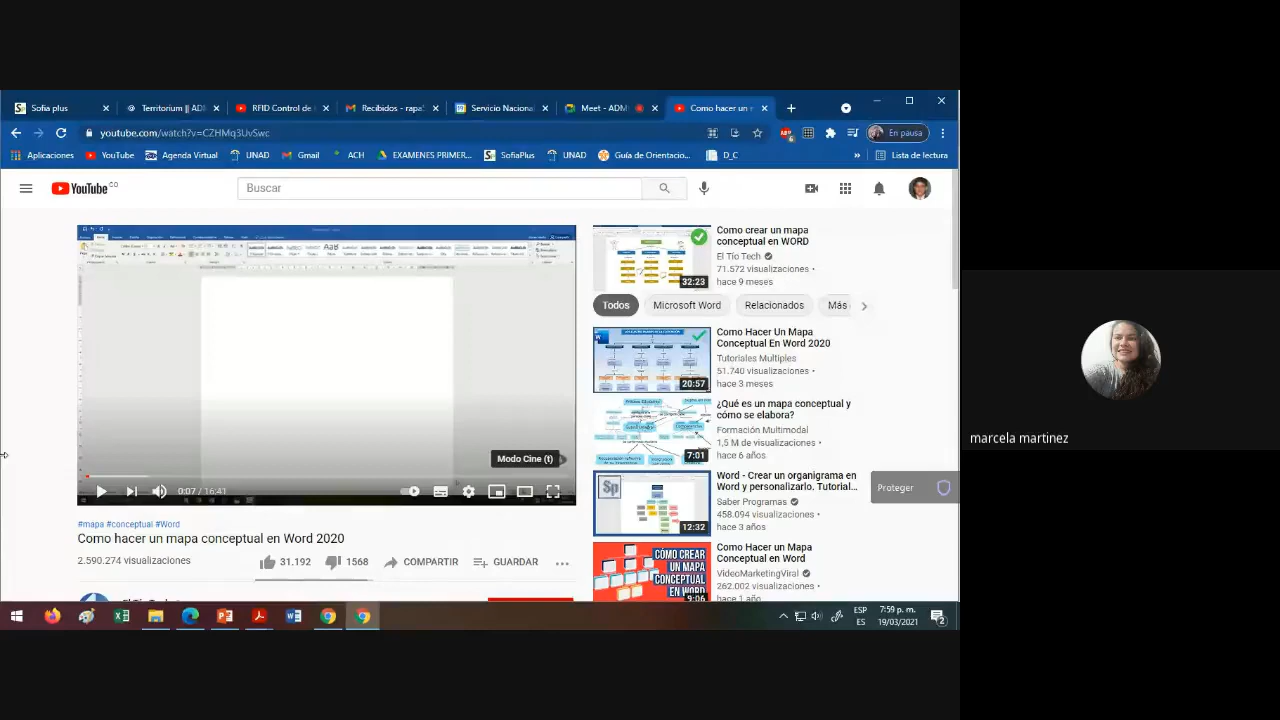 Sofia plus
Territorium || ADI
RFID Control de
Recibidos - rapa
Servicio Nacional
Meet - ADM
Como hacer un
youtube.com/watch?v=CZHMq3UvSwc
En pausa
Aplicaciones
YouTube
Agenda Virtual
UNAD
Gmail
ACH
EXAMENES PRIMER...
SofiaPlus
UNAD
Guía de Orientacio...
D_C
Lista de lectura
YouTube CO
Buscar
Modo Cine (t)
0:07 / 16:41
#mapa #conceptual #Word
Como hacer un mapa conceptual en Word 2020
2.590.274 visualizaciones
31.192
1568
COMPARTIR
GUARDAR
32:23
Como crear un mapa
conceptual en WORD
El Tío Tech
71.572 visualizaciones •
hace 9 meses
Todos
Microsoft Word
Relacionados
Más
20:57
Como Hacer Un Mapa
Conceptual En Word 2020
Tutoriales Multiples
51.740 visualizaciones •
hace 3 meses
7:01
¿Qué es un mapa conceptual y
cómo se elabora?
Formación Multimodal
1,5 M de visualizaciones •
hace 6 años
Sp
12:32
Word - Crear un organigrama en
Word y personalizarlo. Tutorial...
Saber Programas
458.094 visualizaciones •
hace 3 años
CÓMO CREAR
UN MAPA
CONCEPTUAL
EN WORD
9:06
Como Hacer un Mapa
Conceptual en Word
VideoMarketingViral
262.002 visualizaciones •
hace 1 año
Proteger
ESP
ES
7:59 p. m.
19/03/2021
2
marcela martinez